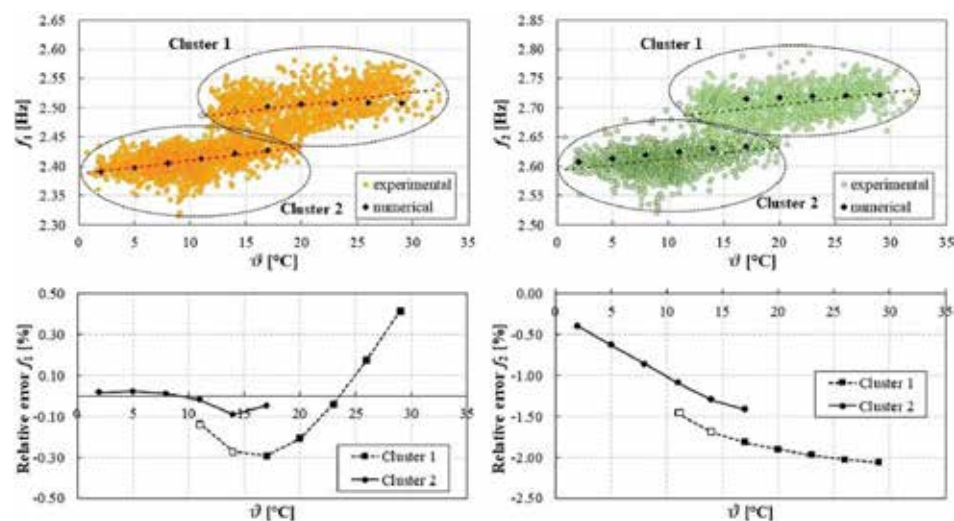 2.65
2.60
2.55
2.50
2.45
2.40
2.35
2.30
f₁ [Hz]
Cluster 1
Cluster 2
experimental
numerical
0 5 10 15 20 25 30 35
ϑ [°C]
2.85
2.80
2.75
2.70
2.65
2.60
2.55
2.50
f₂ [Hz]
Cluster 1
Cluster 2
experimental
numerical
0 5 10 15 20 25 30 35
ϑ [°C]
0.50
0.30
0.10
-0.10
-0.30
-0.50
Relative error f₁ [%]
0 5 10 15 20 25 30 35
Cluster 1
Cluster 2
ϑ [°C]
0.00
-0.50
-1.00
-1.50
-2.00
-2.50
Relative error f₂ [%]
0 5 10 15 20 25 30 35
Cluster 1
Cluster 2
ϑ [°C]